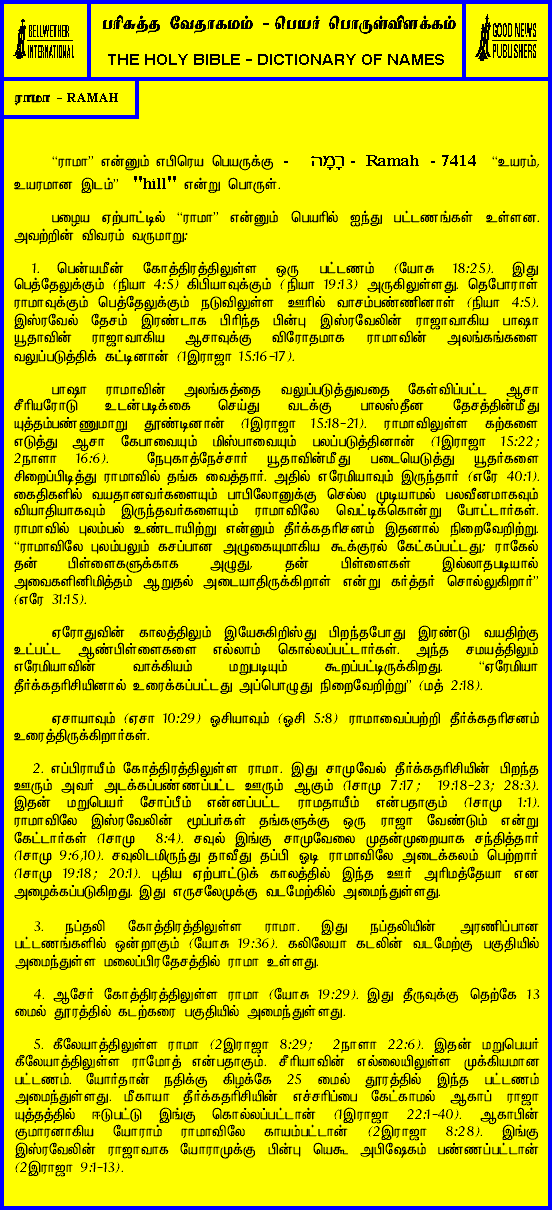 BELLWETHER
INTERNATIONAL
பரிசுத்த வேதாகமம் - பெயர் பொருள்விளக்கம்
THE HOLY BIBLE - DICTIONARY OF NAMES
GOOD NEWS
PUBLISHERS
ராமா - RAMAH
“ராமா” என்னும் எபிரெய பெயருக்கு - רָמָה - Ramah - 7414 “உயரம்,
உயரமான இடம்” "hill" என்று பொருள்.
பழைய ஏற்பாட்டில் “ராமா” என்னும் பெயரில் ஐந்து பட்டணங்கள் உள்ளன.
அவற்றின் விவரம் வருமாறு:
1. பென்யமீன் கோத்திரத்திலுள்ள ஒரு பட்டணம் (யோசு 18:25). இது
பெத்தேலுக்கும் (நியா 4:5) கிபியாவுக்கும் (நியா 19:13) அருகிலுள்ளது. தெபோராள்
ராமாவுக்கும் பெத்தேலுக்கும் நடுவிலுள்ள ஊரில் வாசம்பண்ணினாள் (நியா 4:5).
இஸ்ரவேல் தேசம் இரண்டாக பிரிந்த பின்பு இஸ்ரவேலின் ராஜாவாகிய பாஷா
யூதாவின் ராஜாவாகிய ஆசாவுக்கு விரோதமாக ராமாவின் அலங்கங்களை
வலுப்படுத்திக் கட்டினான் (1இராஜா 15:16-17).
பாஷா ராமாவின் அலங்கத்தை வலுப்படுத்துவதை கேள்விப்பட்ட ஆசா
சீரியரோடு உடன்படிக்கை செய்து வடக்கு பாலஸ்தீன தேசத்தின்மீது
யுத்தம்பண்ணுமாறு தூண்டினான் (1இராஜா 15:18-21). ராமாவிலுள்ள கற்களை
எடுத்து ஆசா கேபாவையும் மிஸ்பாவையும் பலப்படுத்தினான் (1இராஜா 15:22;
2நாளா 16:6). நேபுகாத்நேச்சார் யூதாவின்மீது படையெடுத்து யூதர்களை
சிறைப்பிடித்து ராமாவில் தங்க வைத்தார். அதில் எரேமியாவும் இருந்தார் (எரே 40:1).
கைதிகளில் வயதானவர்களையும் பாபிலோனுக்கு செல்ல முடியாமல் பலவீனமாகவும்
வியாதியாகவும் இருந்தவர்களையும் ராமாவிலே வெட்டிக்கொன்று போட்டார்கள்.
ராமாவில் புலம்பல் உண்டாயிற்று என்னும் தீர்க்கதரிசனம் இதனால் நிறைவேறிற்று.
“ராமாவிலே புலம்பலும் கசப்பான அழுகையுமாகிய கூக்குரல் கேட்கப்பட்டது; ராகேல்
தன் பிள்ளைகளுக்காக அழுது, தன் பிள்ளைகள் இல்லாதபடியால்
அவைகளினிமித்தம் ஆறுதல் அடையாதிருக்கிறாள் என்று கர்த்தர் சொல்லுகிறார்”
(எரே 31:15).
ஏரோதுவின் காலத்திலும் இயேசுகிறிஸ்து பிறந்தபோது இரண்டு வயதிற்கு
உட்பட்ட ஆண்பிள்ளைகளை எல்லாம் கொல்லப்பட்டார்கள். அந்த சமயத்திலும்
எரேமியாவின் வாக்கியம் மறுபடியும் கூறப்பட்டிருக்கிறது. “ஏரேமியா
தீர்க்கதரிசியினால் உரைக்கப்பட்டது அப்பொழுது நிறைவேறிற்று” (மத் 2:18).
ஏசாயாவும் (ஏசா 10:29) ஓசியாவும் (ஓசி 5:8) ராமாவைப்பற்றி தீர்க்கதரிசனம்
உரைத்திருக்கிறார்கள்.
2. எப்பிராயீம் கோத்திரத்திலுள்ள ராமா. இது சாமுவேல் தீர்க்கதரிசியின் பிறந்த
ஊரும் அவர் அடக்கப்பண்ணப்பட்ட ஊரும் ஆகும் (1சாமு 7:17; 19:18-23; 28:3).
இதன் மறுபெயர் சோப்பீம் என்னப்பட்ட ராமதாயீம் என்பதாகும் (1சாமு 1:1).
ராமாவிலே இஸ்ரவேலின் மூப்பர்கள் தங்களுக்கு ஒரு ராஜா வேண்டும் என்று
கேட்டார்கள் (1சாமு 8:4). சவுல் இங்கு சாமுவேலை முதன்முறையாக சந்தித்தார்
(1சாமு 9:6,10). சவுலிடமிருந்து தாவீது தப்பி ஓடி ராமாவிலே அடைக்கலம் பெற்றார்
(1சாமு 19:18; 20:1). புதிய ஏற்பாட்டுக் காலத்தில் இந்த ஊர் அரிமத்தேயா என
அழைக்கப்படுகிறது. இது எருசலேமுக்கு வடமேற்கில் அமைந்துள்ளது.
3. நப்தலி கோத்திரத்திலுள்ள ராமா. இது நப்தலியின் அரணிப்பான
பட்டணங்களில் ஒன்றாகும் (யோசு 19:36). கலிலேயா கடலின் வடமேற்கு பகுதியில்
அமைந்துள்ள மலைப்பிரதேசத்தில் ராமா உள்ளது.
4. ஆசேர் கோத்திரத்திலுள்ள ராமா (யோசு 19:29). இது தீருவுக்கு தெற்கே 13
மைல் தூரத்தில் கடற்கரை பகுதியில் அமைந்துள்ளது.
5. கீலேயாத்திலுள்ள ராமா (2இராஜா 8:29; 2நாளா 22:6). இதன் மறுபெயர்
கீலேயாத்திலுள்ள ராமோத் என்பதாகும். சீரியாவின் எல்லையிலுள்ள முக்கியமான
பட்டணம். யோர்தான் நதிக்கு கிழக்கே 25 மைல் தூரத்தில் இந்த பட்டணம்
அமைந்துள்ளது. மீகாயா தீர்க்கதரிசியின் எச்சரிப்பை கேட்காமல் ஆகாப் ராஜா
யுத்தத்தில் ஈடுபட்டு இங்கு கொல்லப்பட்டான் (1இராஜா 22:1-40). ஆகாபின்
குமாரனாகிய யோராம் ராமாவிலே காயம்பட்டான் (2இராஜா 8:28). இங்கு
இஸ்ரவேலின் ராஜாவாக யோராமுக்கு பின்பு யெகூ அபிஷேகம் பண்ணப்பட்டான்
(2இராஜா 9:1-13).